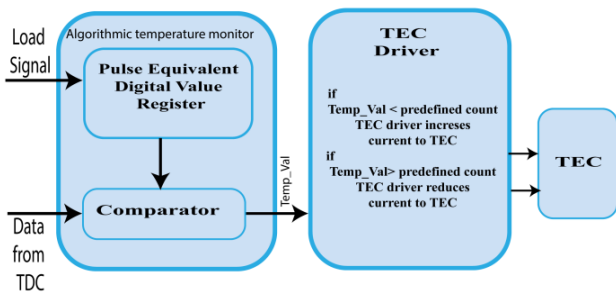 Load
Signal
Algorithmic temperature monitor
Pulse Equivalent
Digital Value
Register
Comparator
Data
from
TDC
Temp_Val
TEC
Driver
if
Temp_Val < predefined count
TEC driver increses
current to TEC
if
Temp_Val> predefined count
TEC driver reduces
current to TEC
TEC